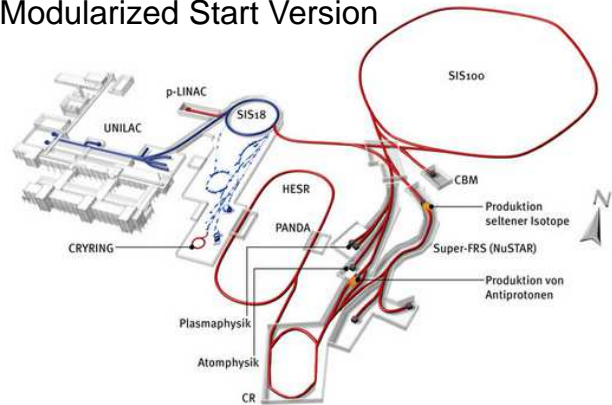 Modularized Start Version
SIS100
p-LINAC
SIS18
UNILAC
CBM
HESR
PANDA
Produktion
seltener Isotope
N
CRYRING
Super-FRS (NuSTAR)
Produktion von
Antiprotonen
Plasmaphysik
Atomphysik
CR